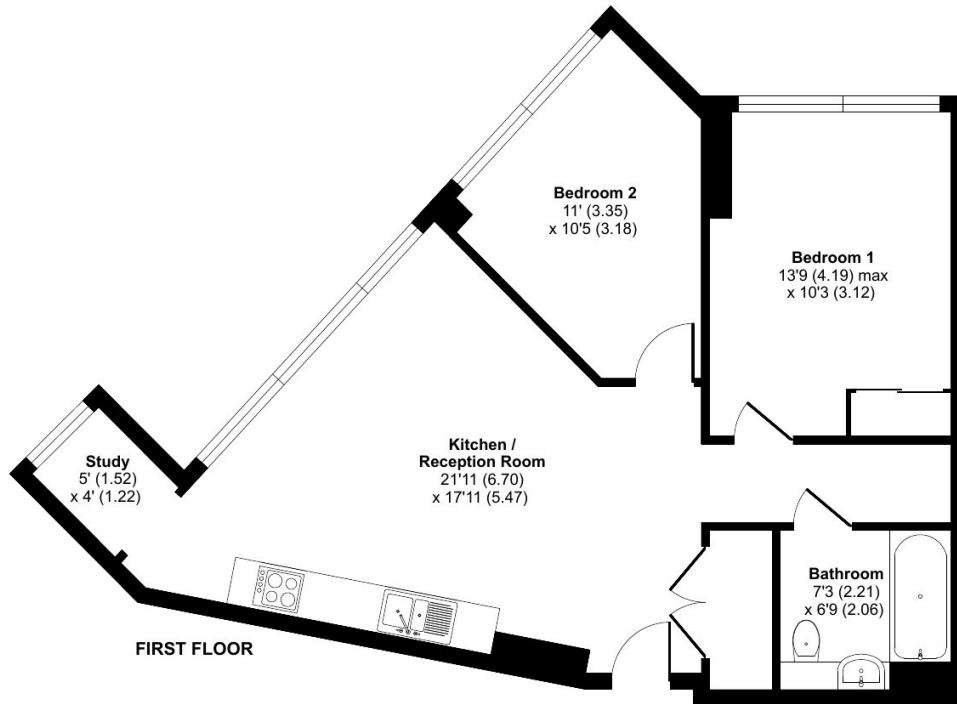 Bedroom 2
11' (3.35)
x 10'5 (3.18)
Bedroom 1
13'9 (4.19) max
x 10'3 (3.12)
Kitchen /
Reception Room
21'11 (6.70)
x 17'11 (5.47)
Study
5' (1.52)
x 4' (1.22)
Bathroom
7'3 (2.21)
x 6'9 (2.06)
FIRST FLOOR